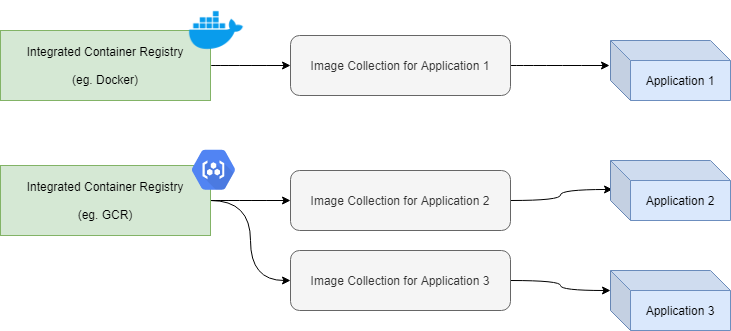 Integrated Container Registry
(eg. Docker)
Image Collection for Application 1
Application 1
Integrated Container Registry
(eg. GCR)
Image Collection for Application 2
Application 2
Image Collection for Application 3
Application 3